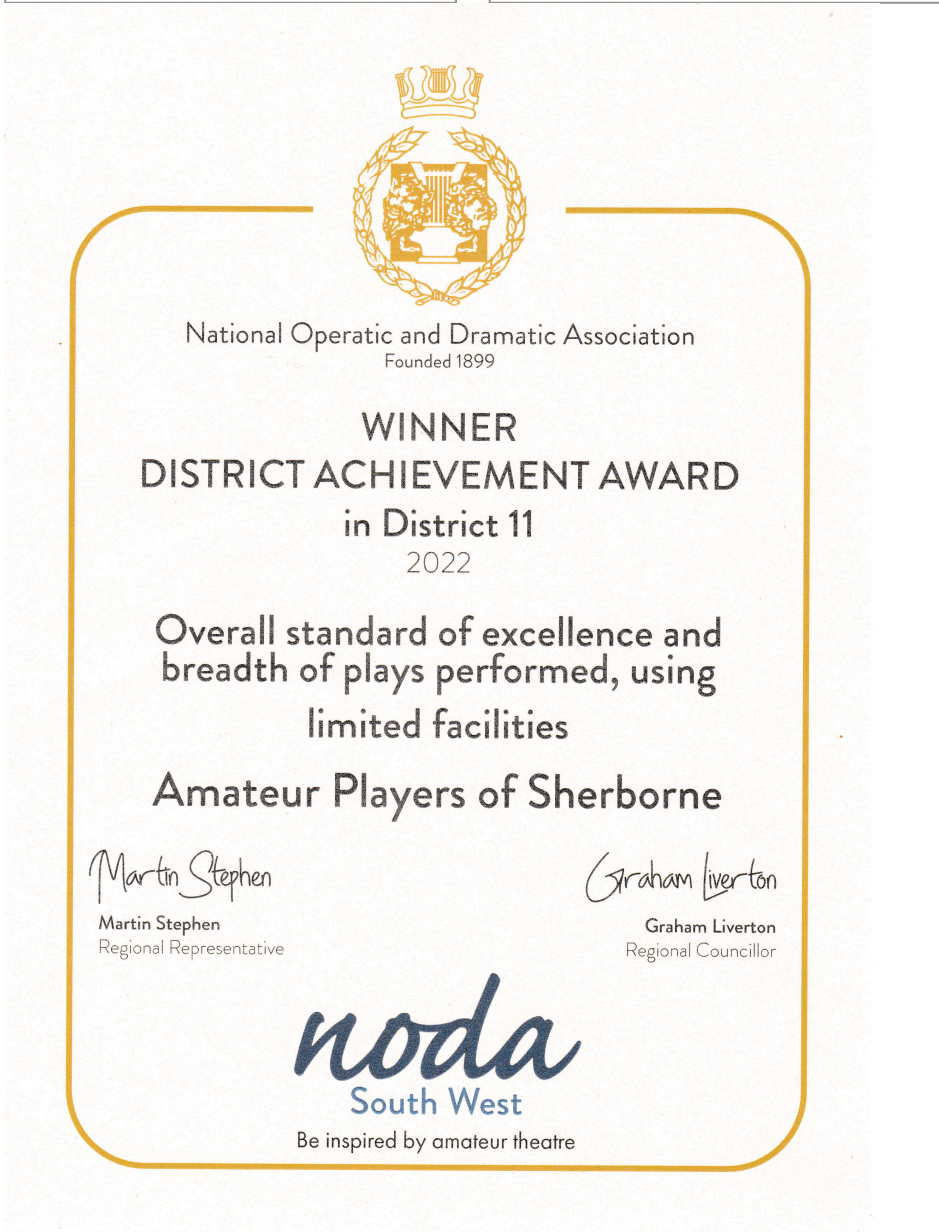 National Operatic and Dramatic Association
Founded 1899
WINNER
DISTRICT ACHIEVEMENT AWARD
in District 11
2022
Overall standard of excellence and
breadth of plays performed, using
limited facilities
Amateur Players of Sherborne
Martin Stephen
Martin Stephen
Regional Representative
Graham Liverton
Graham Liverton
Regional Councillor
noda
South West
Be inspired by amateur theatre